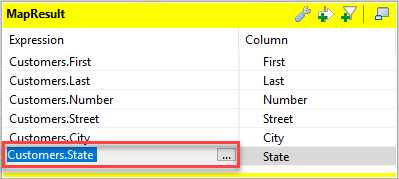 MapResult
Expression Column
Customers.First First
Customers.Last Last
Customers.Number Number
Customers.Street Street
Customers.City City
Customers.State ... State